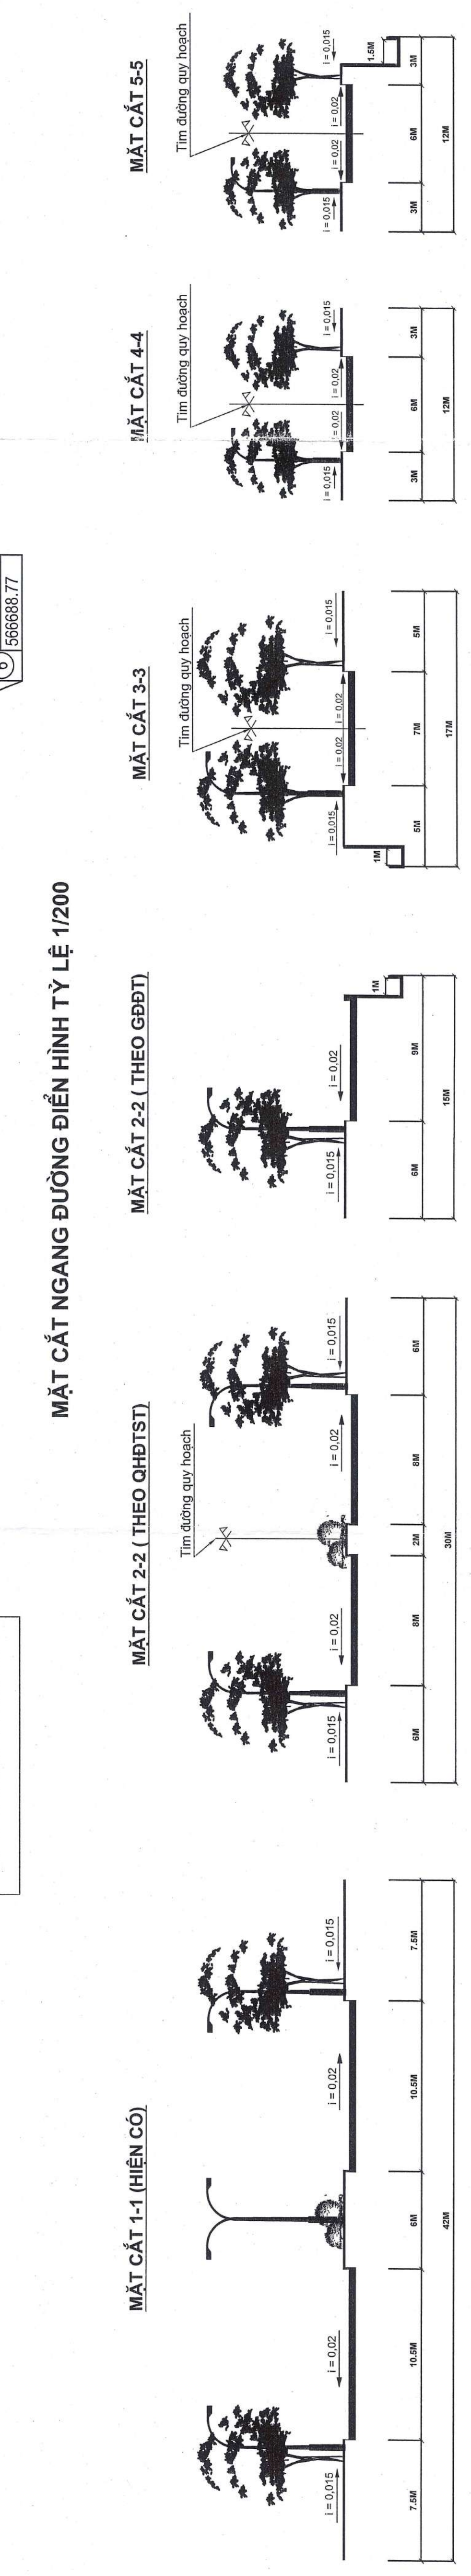 6 566688.77
MẶT CẮT NGANG ĐƯỜNG ĐIỂN HÌNH TỶ LỆ 1/200
MẶT CẮT 1-1 (HIỆN CÓ)
i = 0,015
i = 0,02
i = 0,02
i = 0,015
7.5M 10.5M 6M 10.5M 7.5M
42M
MẶT CẮT 2-2 ( THEO QHĐTST)
Tim đường quy hoạch
i = 0,015
i = 0,02
i = 0,02
i = 0,015
6M 8M 2M 8M 6M
30M
MẶT CẮT 2-2 ( THEO GĐĐT)
i = 0,015
i = 0,02
1M
6M 9M
15M
MẶT CẮT 3-3
Tim đường quy hoạch
i = 0,015
i = 0,02
i = 0,02
i = 0,015
1M
5M 7M 5M
17M
MẶT CẮT 4-4
Tim đường quy hoạch
i = 0,015
i = 0,02
i = 0,02
i = 0,015
3M 6M 3M
12M
MẶT CẮT 5-5
Tim đường quy hoạch
i = 0,015
i = 0,02
i = 0,02
i = 0,015
1.5M
3M 6M 3M
12M